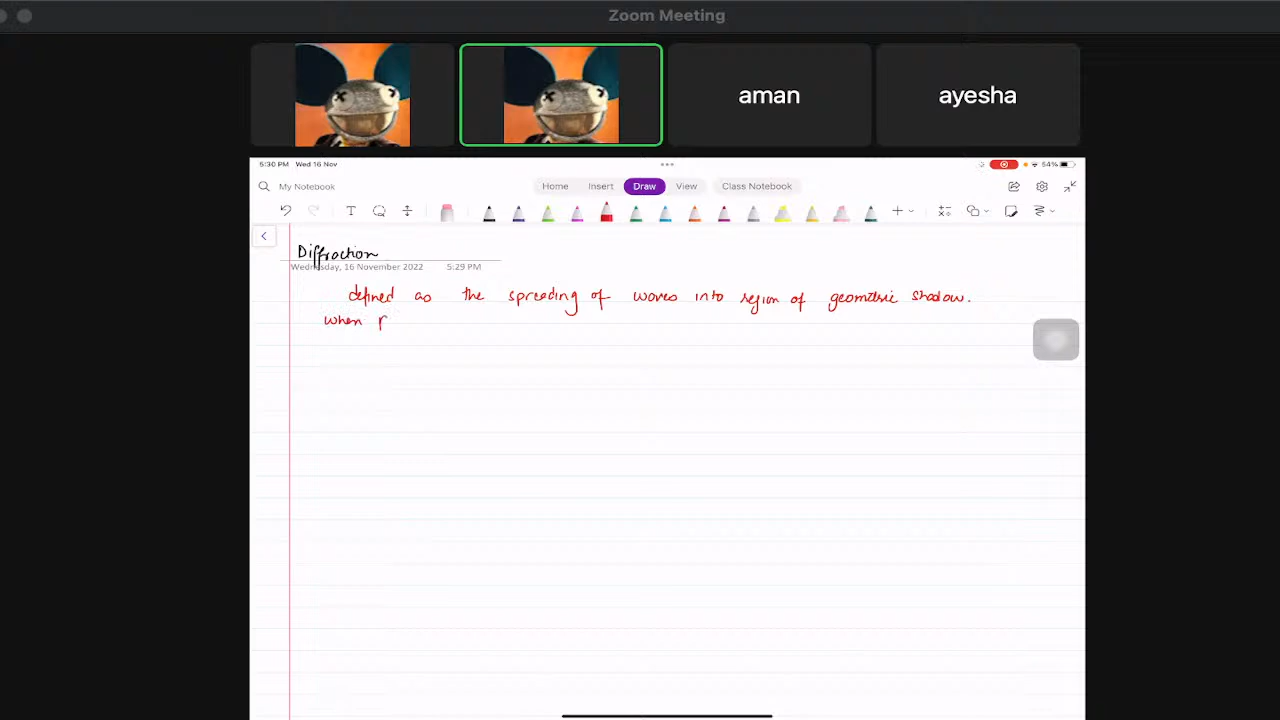 Zoom Meeting
aman
ayesha
5:30 PM Wed 16 Nov
54%
My Notebook
Home Insert Draw View Class Notebook
Diffraction
Wednesday, 16 November 2022 5:29 PM
defined as the spreading of waves into region of geometric shadow.
when p